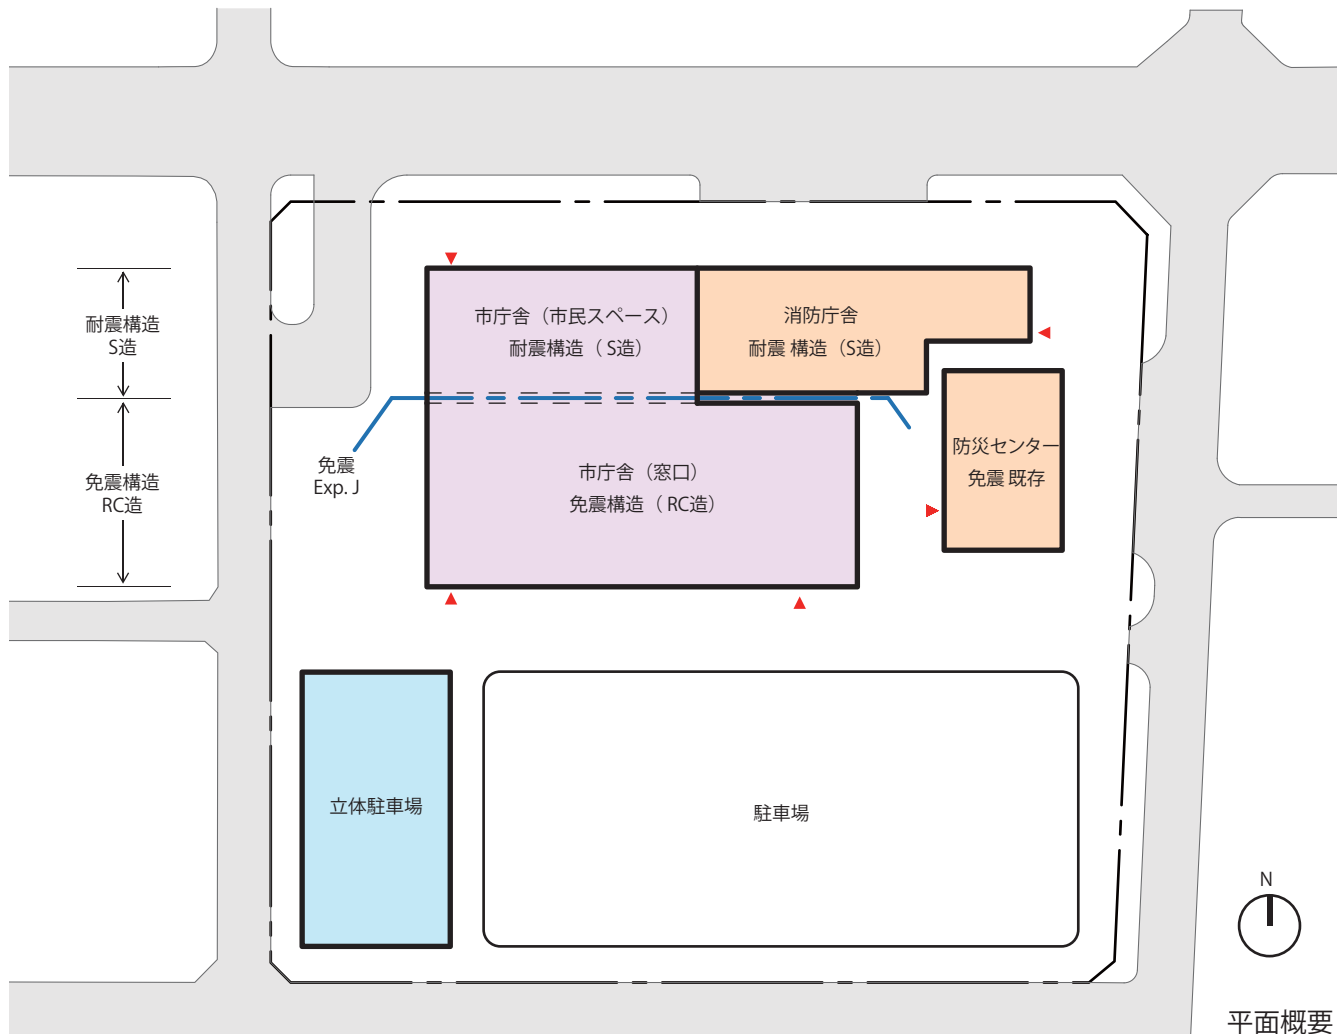 耐震構造
S造
免震構造
RC造
市庁舎（市民スペース）
耐震構造（ S造）
消防庁舎
耐震 構造（S造）
免震
Exp. J
市庁舎（窓口）
免震構造（ RC造）
防災センター
免震 既存
立体駐車場
駐車場
N
平面概要